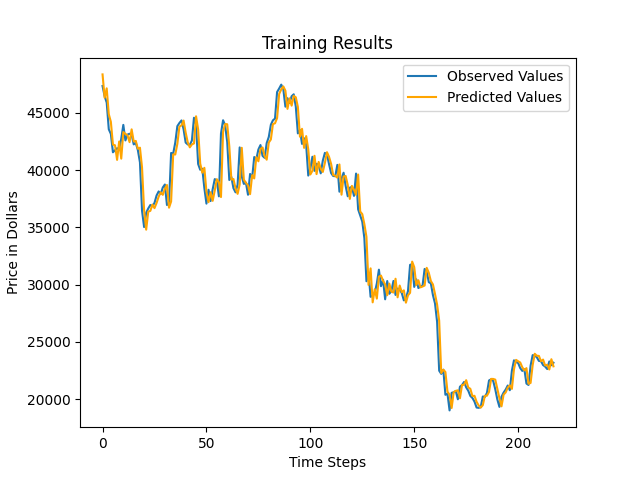 Training Results
Observed Values
Predicted Values
Price in Dollars
45000
40000
35000
30000
25000
20000
0 50 100 150 200
Time Steps